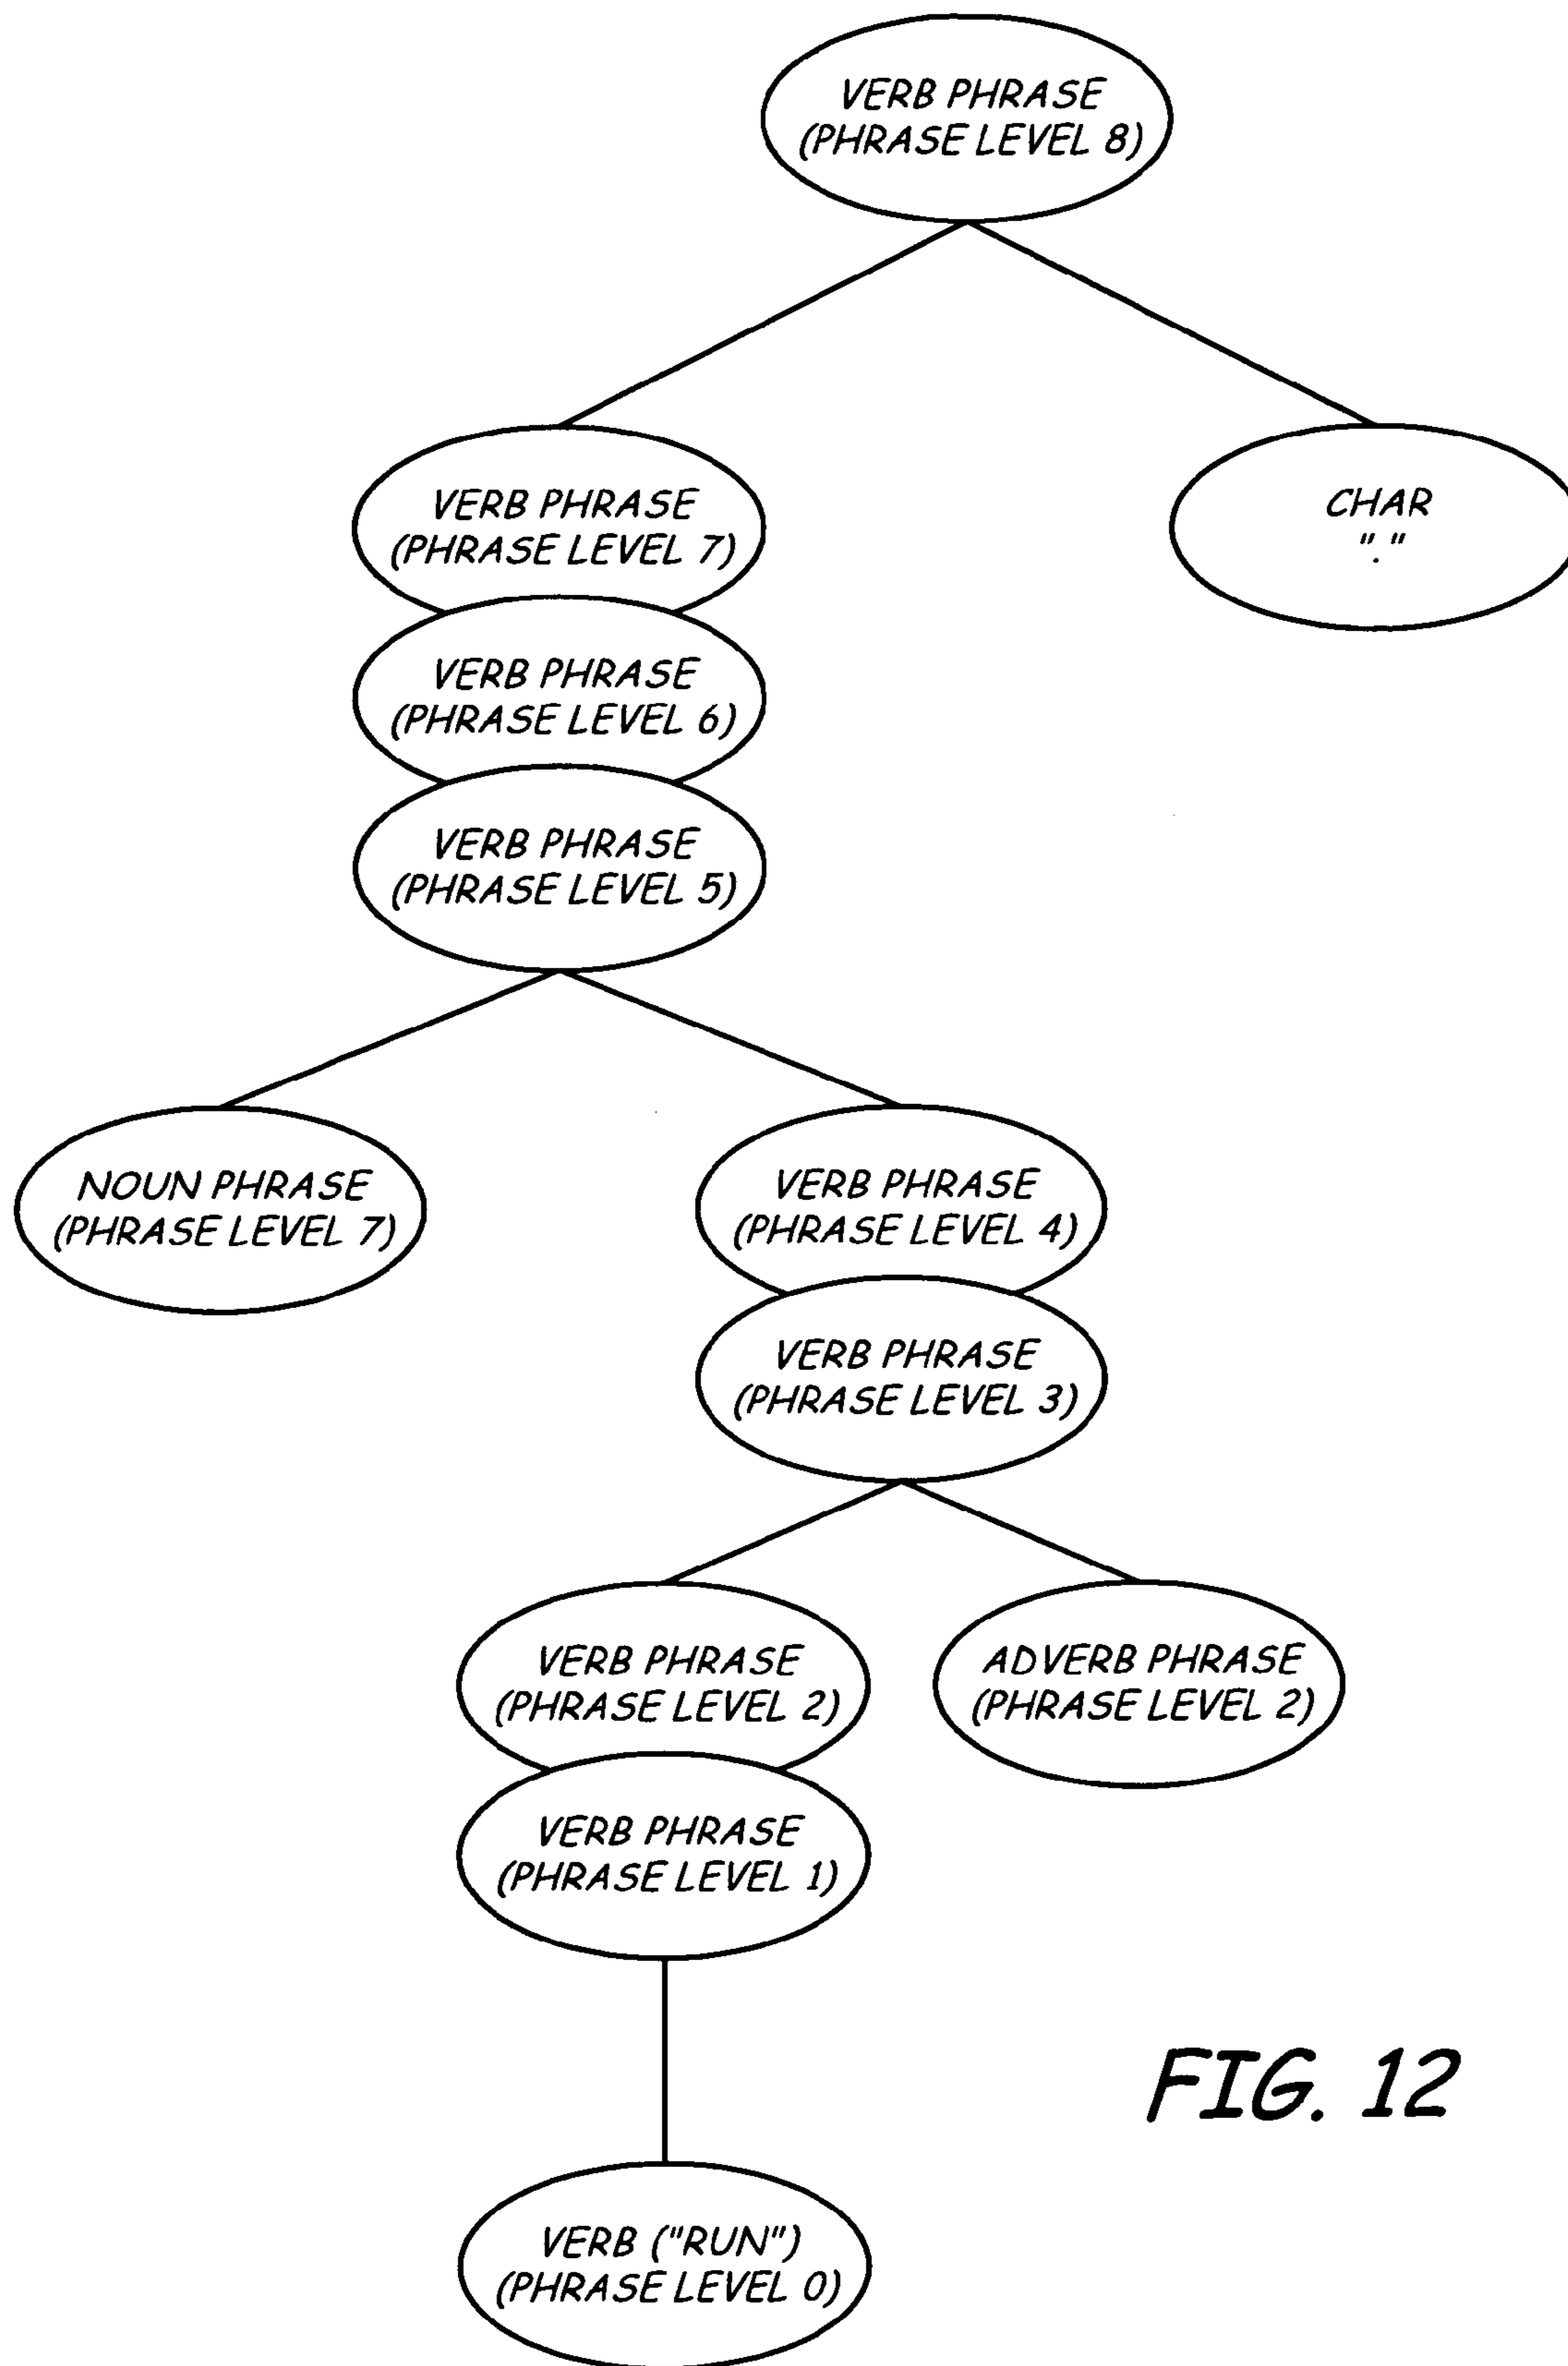 VERB PHRASE
(PHRASE LEVEL 8)
VERB PHRASE
(PHRASE LEVEL 7)
CHAR
"."
VERB PHRASE
(PHRASE LEVEL 6)
VERB PHRASE
(PHRASE LEVEL 5)
NOUN PHRASE
(PHRASE LEVEL 7)
VERB PHRASE
(PHRASE LEVEL 4)
VERB PHRASE
(PHRASE LEVEL 3)
VERB PHRASE
(PHRASE LEVEL 2)
ADVERB PHRASE
(PHRASE LEVEL 2)
VERB PHRASE
(PHRASE LEVEL 1)
FIG. 12
VERB ("RUN")
(PHRASE LEVEL 0)